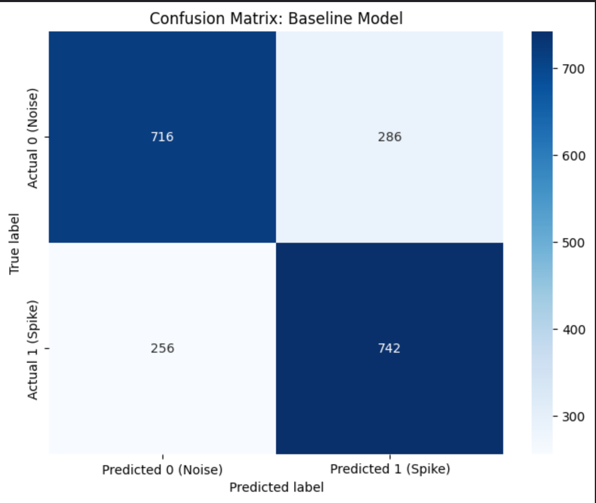 Confusion Matrix: Baseline Model
Actual 0 (Noise)
716
286
Actual 1 (Spike)
256
742
True label
Predicted 0 (Noise)
Predicted 1 (Spike)
Predicted label
700
600
500
400
300